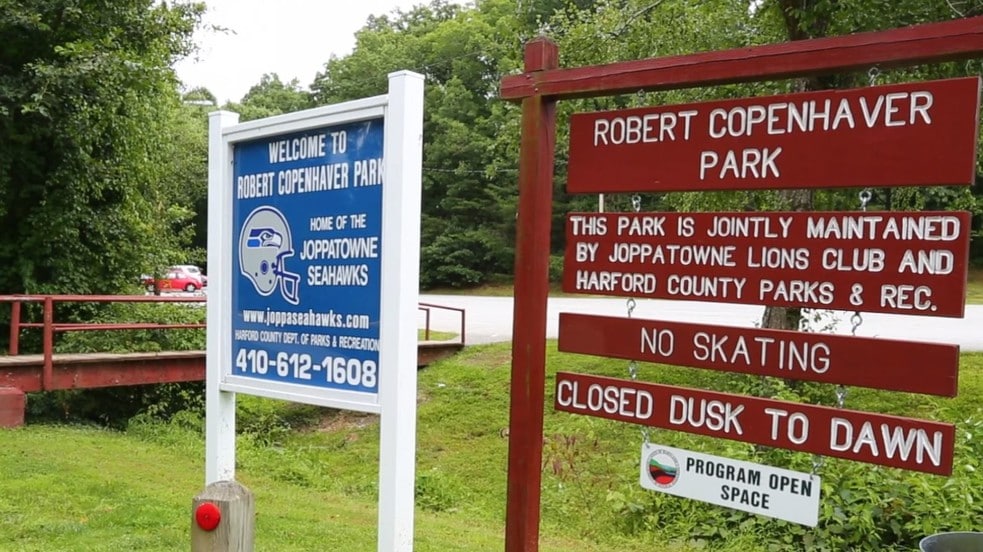 WELCOME TO
ROBERT COPENHAVER PARK
HOME OF THE
JOPPATOWNE
SEAHAWKS
www.joppaseahawks.com
HARFORD COUNTY DEPT. OF PARKS & RECREATION
410-612-1608
ROBERT COPENHAVER
PARK
THIS PARK IS JOINTLY MAINTAINED
BY JOPPATOWNE LIONS CLUB AND
HARFORD COUNTY PARKS & REC.
NO SKATING
CLOSED DUSK TO DAWN
PROGRAM OPEN
SPACE